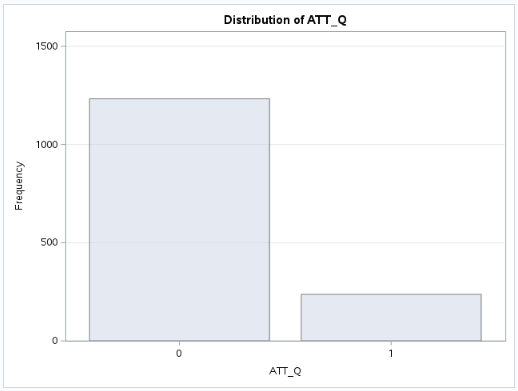 Distribution of ATT_Q
1500
1000
500
0
Frequency
0 1
ATT_Q